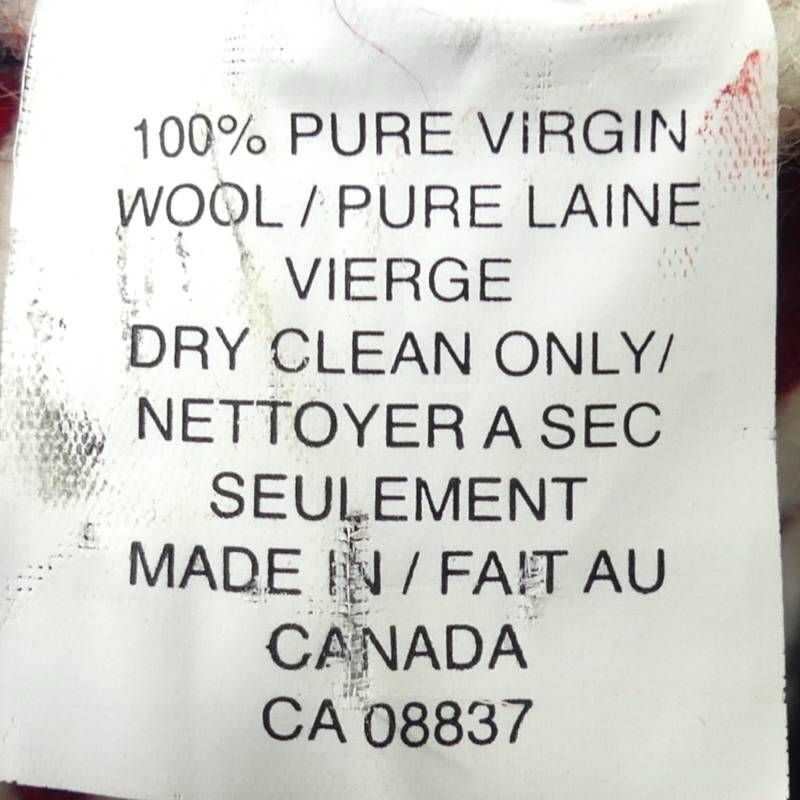 100% PURE VIRGIN
WOOL / PURE LAINE
VIERGE
DRY CLEAN ONLY/
NETTOYER A SEC
SEULEMENT
MADE IN / FAIT AU
CANADA
CA 08837